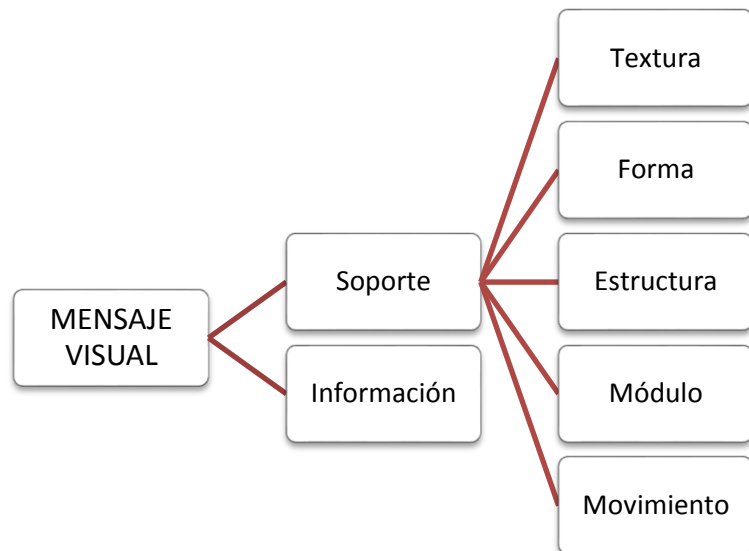 Textura
Forma
Soporte
Estructura
MENSAJE
VISUAL
Información
Módulo
Movimiento